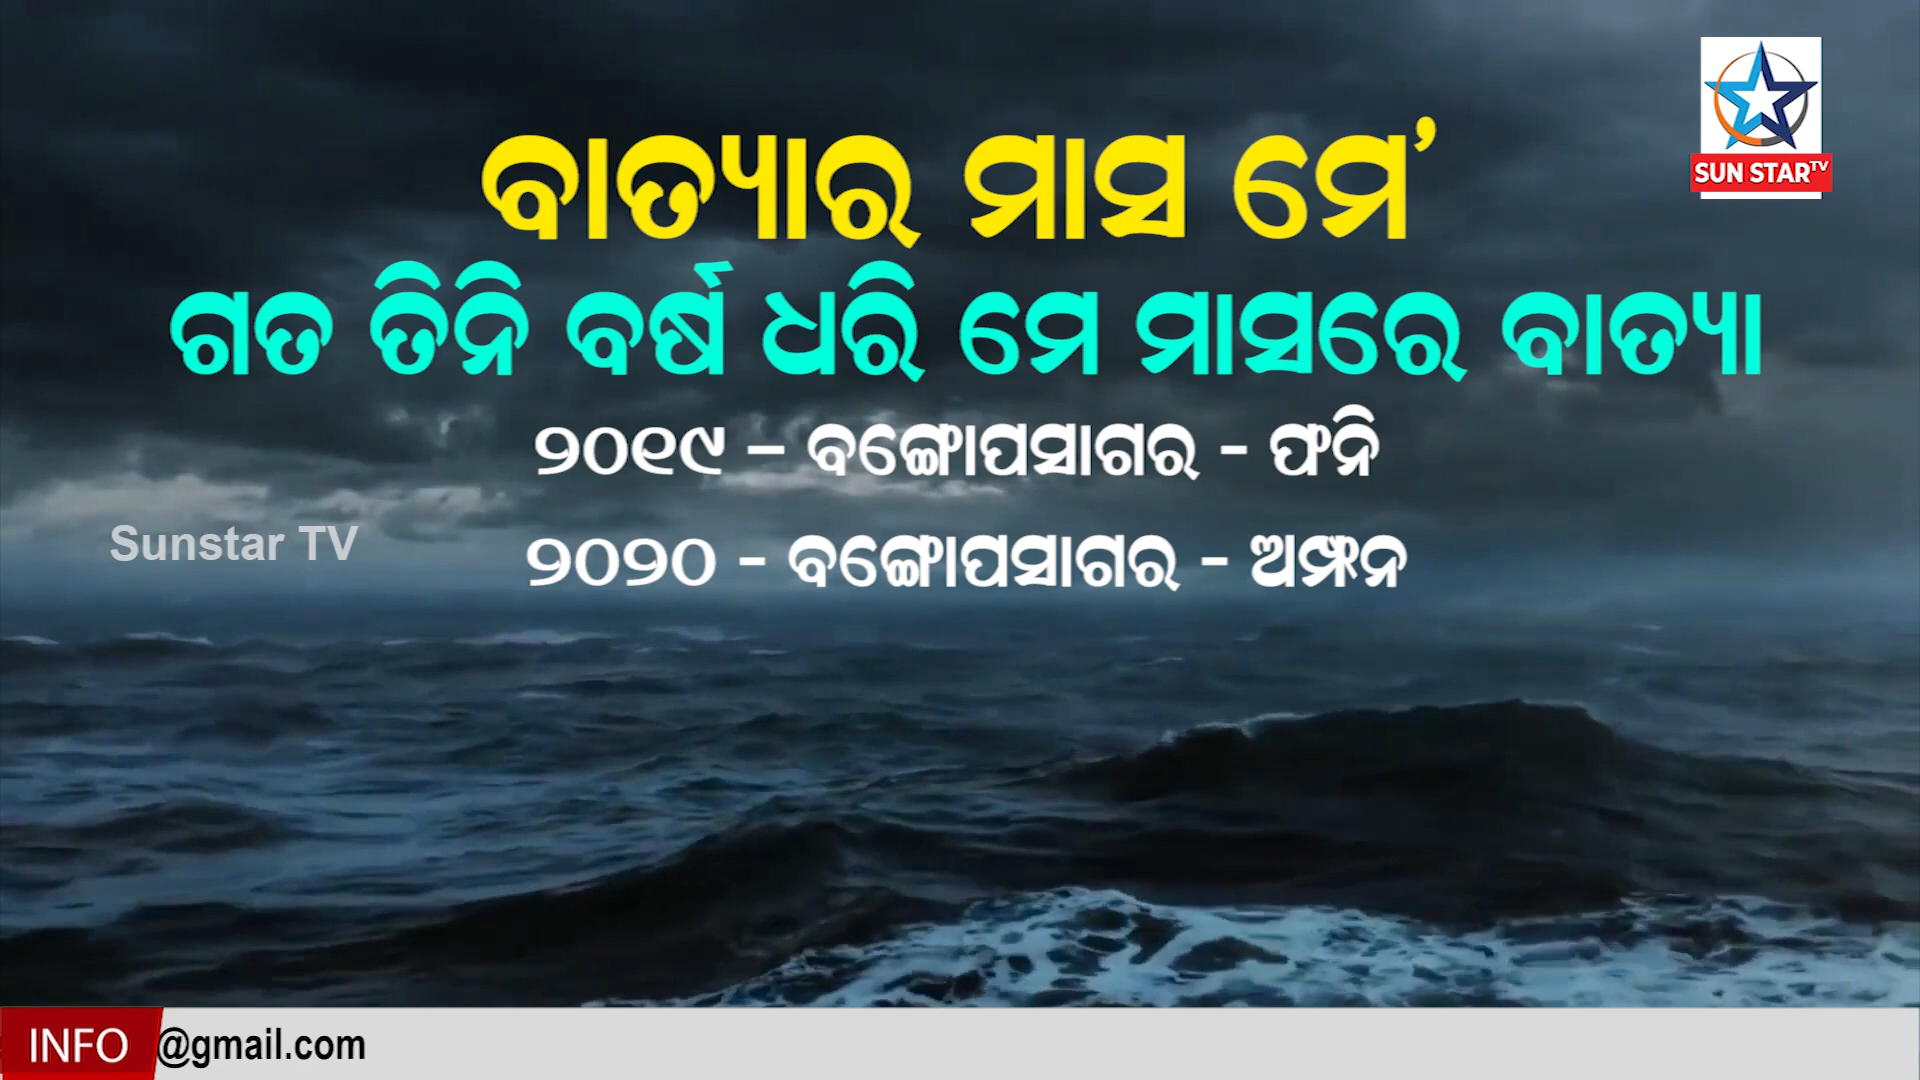 ବାତ୍ୟାର ମାସ ମେ’
ଗତ ତିନି ବର୍ଷ ଧରି ମେ ମାସରେ ବାତ୍ୟା
୨୦୧୯ – ବଙ୍ଗୋପସାଗର - ଫନି
୨୦୨୦ - ବଙ୍ଗୋପସାଗର - ଅମ୍ଫନ
SUN STAR TV
Sunstar TV
INFO @gmail.com